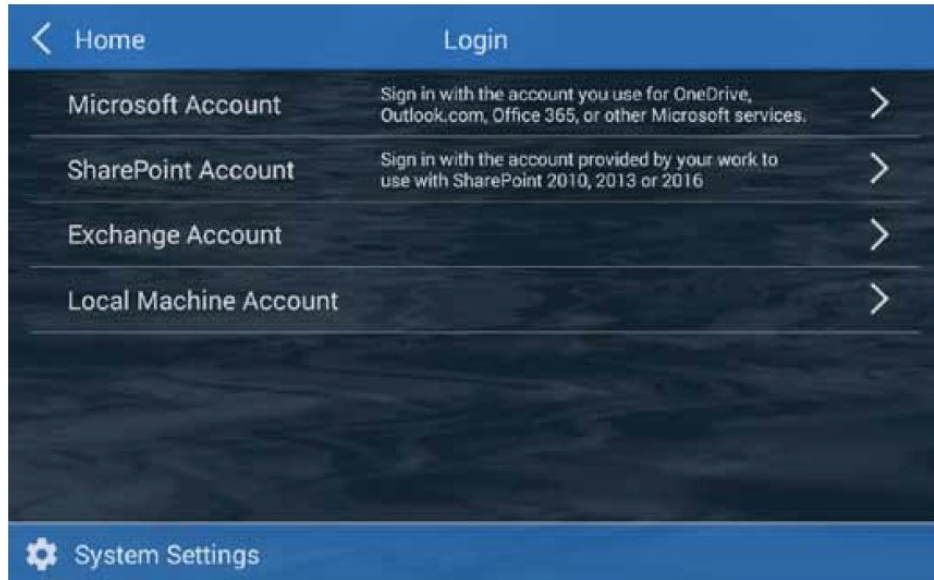 Home
Login
Microsoft Account
Sign in with the account you use for OneDrive,
Outlook.com, Office 365, or other Microsoft services.
SharePoint Account
Sign in with the account provided by your work to
use with SharePoint 2010, 2013 or 2016
Exchange Account
Local Machine Account
System Settings